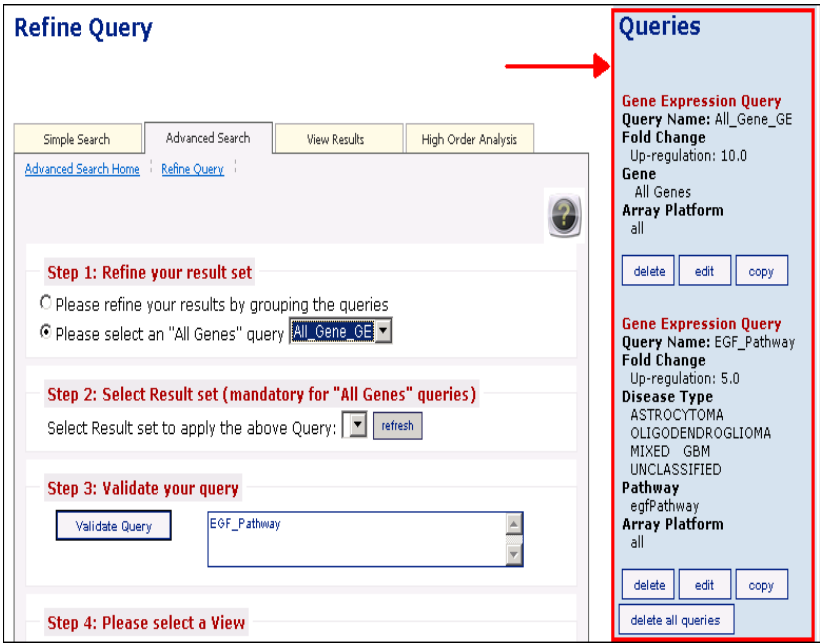 Refine Query
Simple Search
Advanced Search
View Results
High Order Analysis
Advanced Search Home
Refine Query
?
Step 1: Refine your result set
Please refine your results by grouping the queries
Please select an "All Genes" query All_Gene_GE
Step 2: Select Result set (mandatory for "All Genes" queries)
Select Result set to apply the above Query: refresh
Step 3: Validate your query
Validate Query
EGF_Pathway
Step 4: Please select a View
Queries
Gene Expression Query
Query Name: All_Gene_GE
Fold Change
Up-regulation: 10.0
Gene
All Genes
Array Platform
all
delete edit copy
Gene Expression Query
Query Name: EGF_Pathway
Fold Change
Up-regulation: 5.0
Disease Type
ASTROCYTOMA
OLIGODENDROGLIOMA
MIXED GBM
UNCLASSIFIED
Pathway
egfPathway
Array Platform
all
delete edit copy
delete all queries